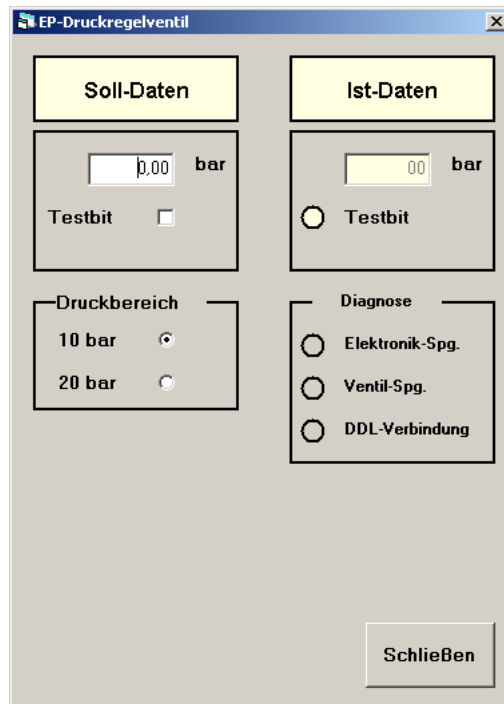 EP-Druckregelventil
Soll-Daten
Ist-Daten
0,00 bar
00 bar
Testbit
Testbit
Druckbereich
10 bar
20 bar
Diagnose
Elektronik-Spg.
Ventil-Spg.
DDL-Verbindung
Schließen